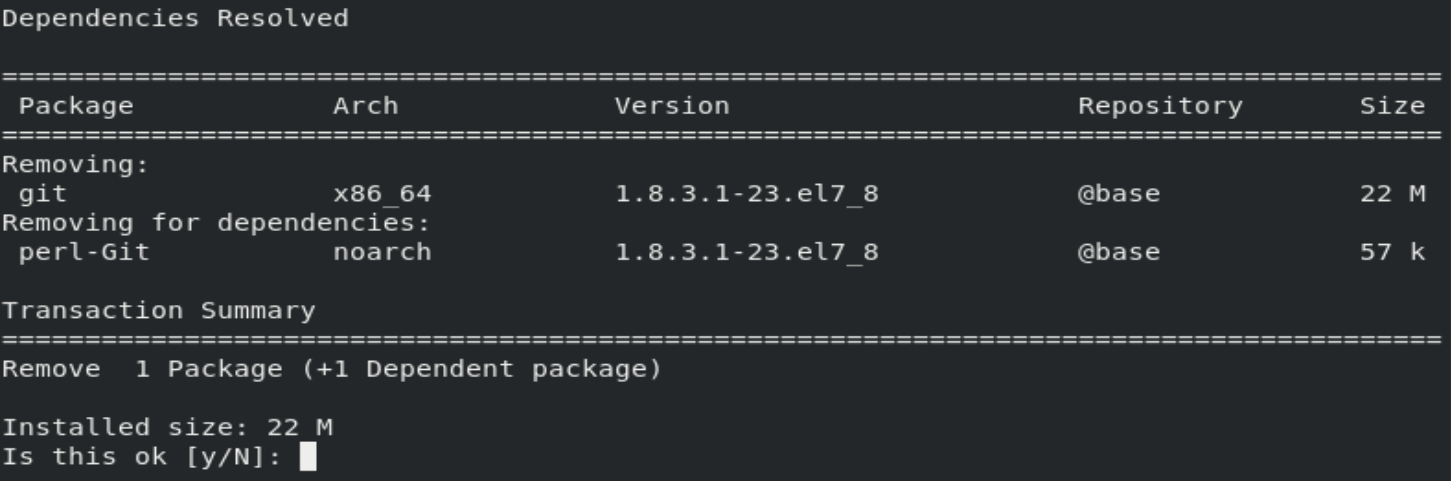 Dependencies Resolved
=======================================================================================
Package Arch Version Repository Size
=======================================================================================
Removing:
git x86_64 1.8.3.1-23.el7_8 @base 22 M
Removing for dependencies:
perl-Git noarch 1.8.3.1-23.el7_8 @base 57 k
Transaction Summary
=======================================================================================
Remove 1 Package (+1 Dependent package)
Installed size: 22 M
Is this ok [y/N]: